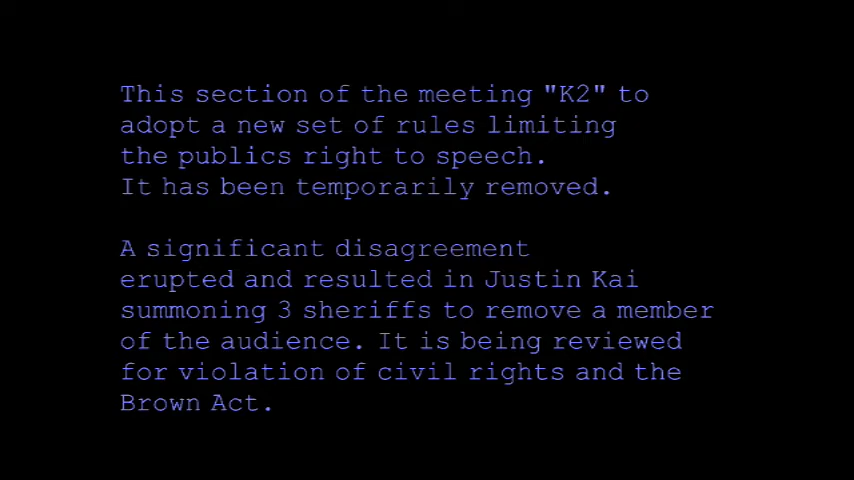 This section of the meeting "K2" to
adopt a new set of rules limiting
the publics right to speech.
It has been temporarily removed.
A significant disagreement
erupted and resulted in Justin Kai
summoning 3 sheriffs to remove a member
of the audience. It is being reviewed
for violation of civil rights and the
Brown Act.